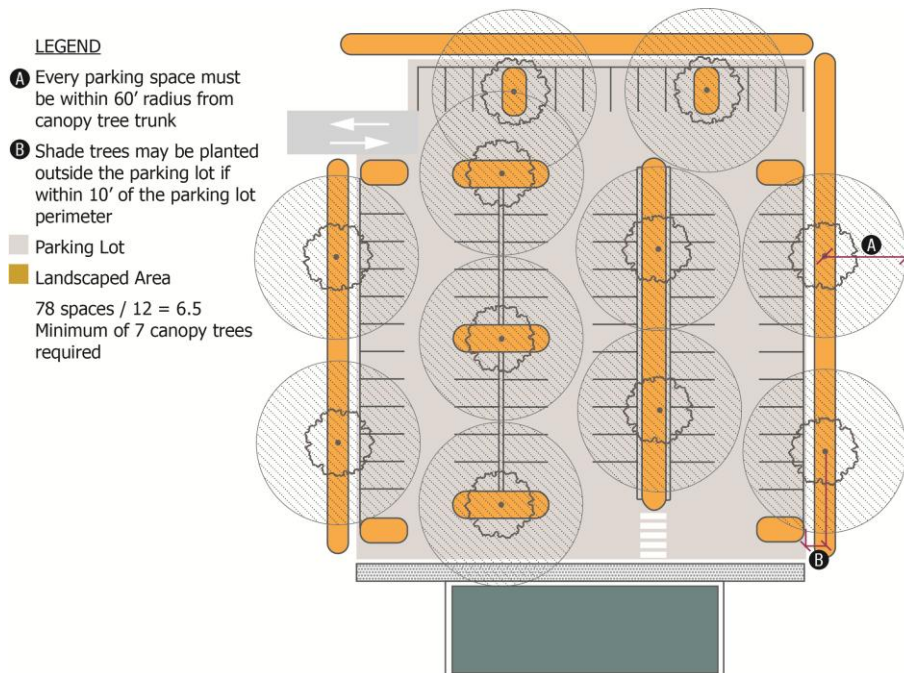 LEGEND
A Every parking space must
be within 60’ radius from
canopy tree trunk
B Shade trees may be planted
outside the parking lot if
within 10’ of the parking lot
perimeter
Parking Lot
Landscaped Area
78 spaces / 12 = 6.5
Minimum of 7 canopy trees
required
A
B